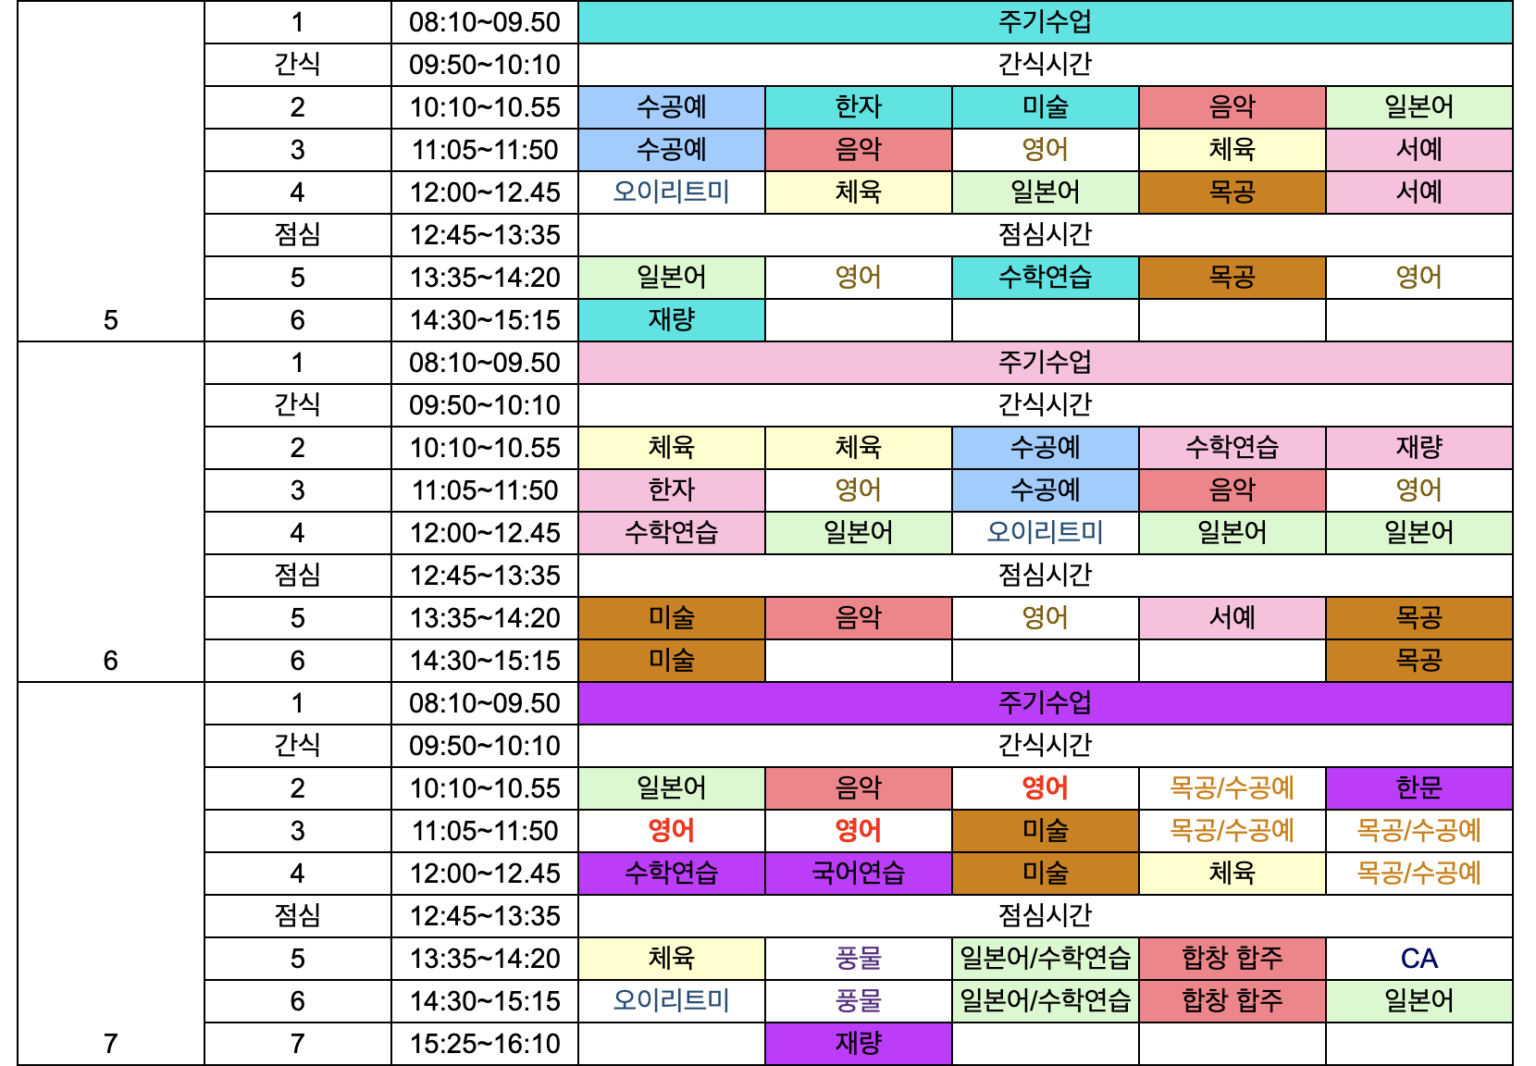 1 08:10~09.50 주기수업
간식 09:50~10:10 간식시간
2 10:10~10.55 수공예 한자 미술 음악 일본어
3 11:05~11:50 수공예 음악 영어 체육 서예
4 12:00~12.45 오이리트미 체육 일본어 목공 서예
점심 12:45~13:35 점심시간
5 13:35~14:20 일본어 영어 수학연습 목공 영어
5 6 14:30~15:15 재량
1 08:10~09.50 주기수업
간식 09:50~10:10 간식시간
2 10:10~10.55 체육 체육 수공예 수학연습 재량
3 11:05~11:50 한자 영어 수공예 음악 영어
4 12:00~12.45 수학연습 일본어 오이리트미 일본어 일본어
점심 12:45~13:35 점심시간
5 13:35~14:20 미술 음악 영어 서예 목공
6 6 14:30~15:15 미술 목공
1 08:10~09.50 주기수업
간식 09:50~10:10 간식시간
2 10:10~10.55 일본어 음악 영어 목공/수공예 한문
3 11:05~11:50 영어 영어 미술 목공/수공예 목공/수공예
4 12:00~12.45 수학연습 국어연습 미술 체육 목공/수공예
점심 12:45~13:35 점심시간
5 13:35~14:20 체육 풍물 일본어/수학연습 합창 합주 CA
6 14:30~15:15 오이리트미 풍물 일본어/수학연습 합창 합주 일본어
7 7 15:25~16:10 재량